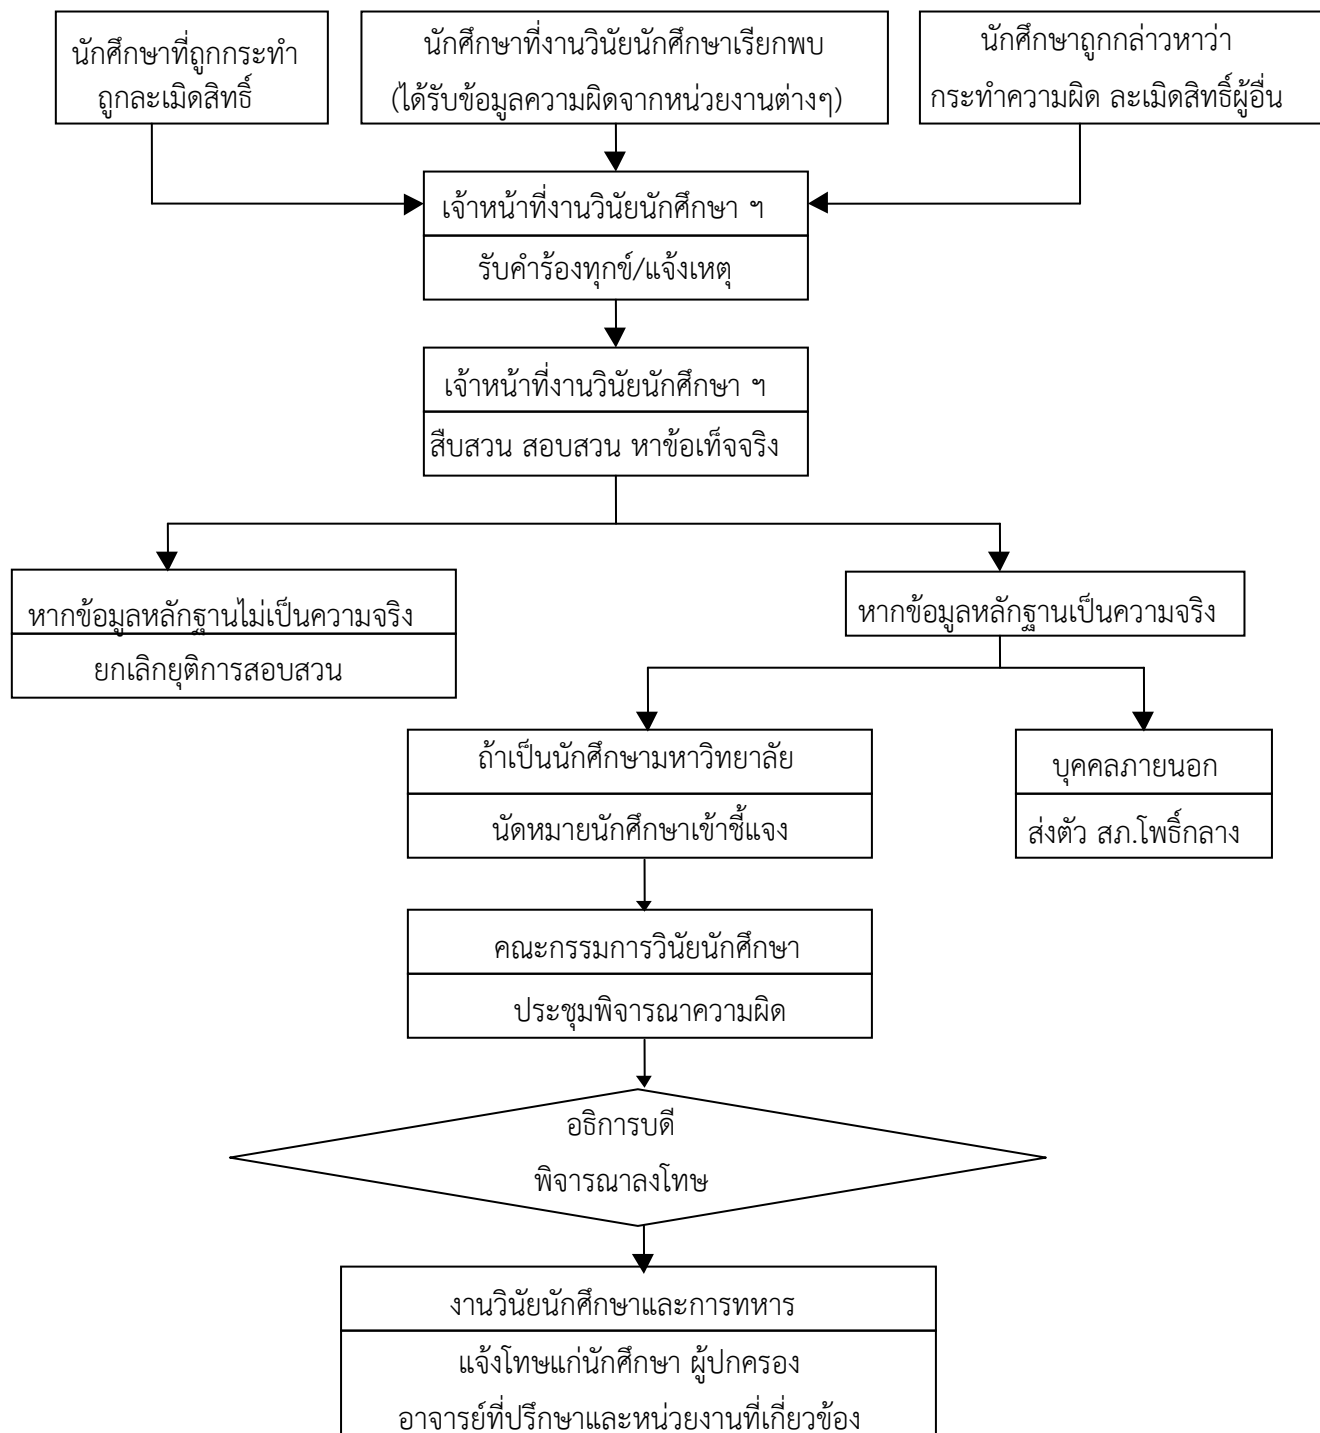 นักศึกษาที่ถูกกระทำ
ถูกละเมิดสิทธิ์
นักศึกษาที่งานวินัยนักศึกษาเรียกพบ
(ได้รับข้อมูลความผิดจากหน่วยงานต่างๆ)
นักศึกษาถูกกล่าวหาว่า
กระทำความผิด ละเมิดสิทธิ์ผู้อื่น
เจ้าหน้าที่งานวินัยนักศึกษา ฯ
รับคำร้องทุกข์/แจ้งเหตุ
เจ้าหน้าที่งานวินัยนักศึกษา ฯ
สืบสวน สอบสวน หาข้อเท็จจริง
หากข้อมูลหลักฐานไม่เป็นความจริง
ยกเลิกยุติการสอบสวน
หากข้อมูลหลักฐานเป็นความจริง
ถ้าเป็นนักศึกษามหาวิทยาลัย
นัดหมายนักศึกษาเข้าชี้แจง
บุคคลภายนอก
ส่งตัว สภ.โพธิ์กลาง
คณะกรรมการวินัยนักศึกษา
ประชุมพิจารณาความผิด
อธิการบดี
พิจารณาลงโทษ
งานวินัยนักศึกษาและการทหาร
แจ้งโทษแก่นักศึกษา ผู้ปกครอง
อาจารย์ที่ปรึกษาและหน่วยงานที่เกี่ยวข้อง